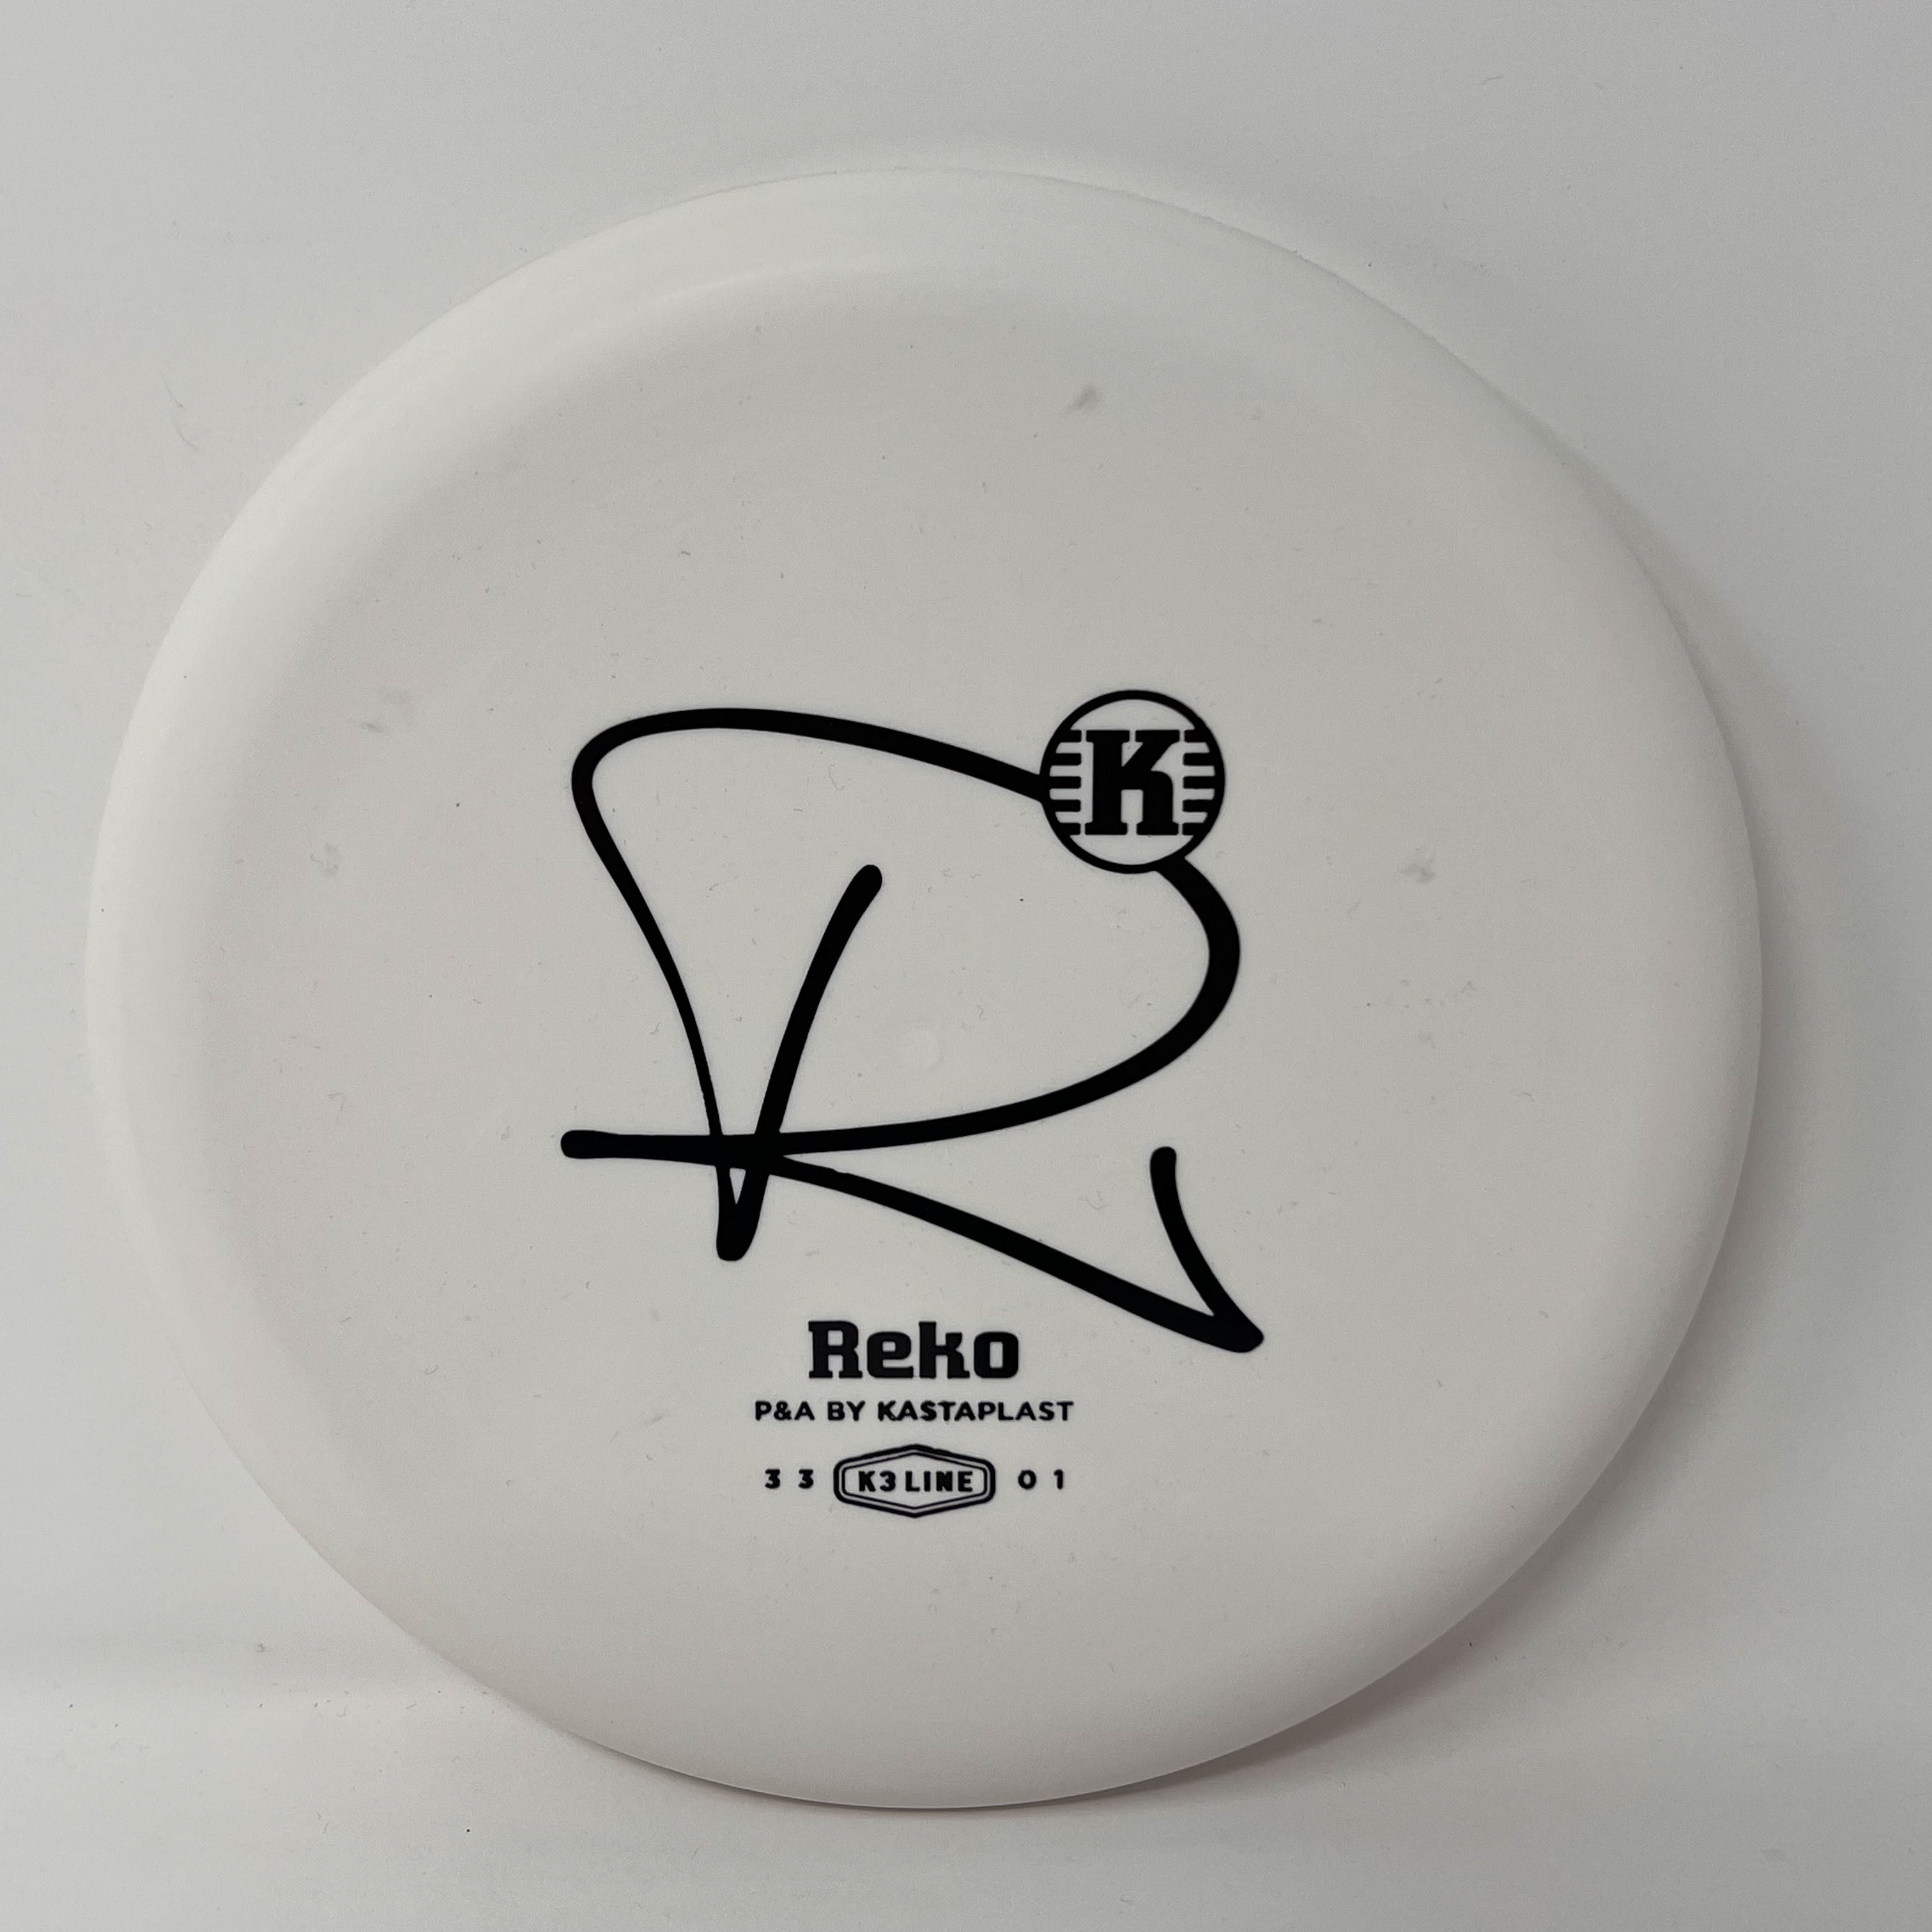 K
R
Reko
P&A BY KASTAPLAST
3 3 K3 LINE 0 1